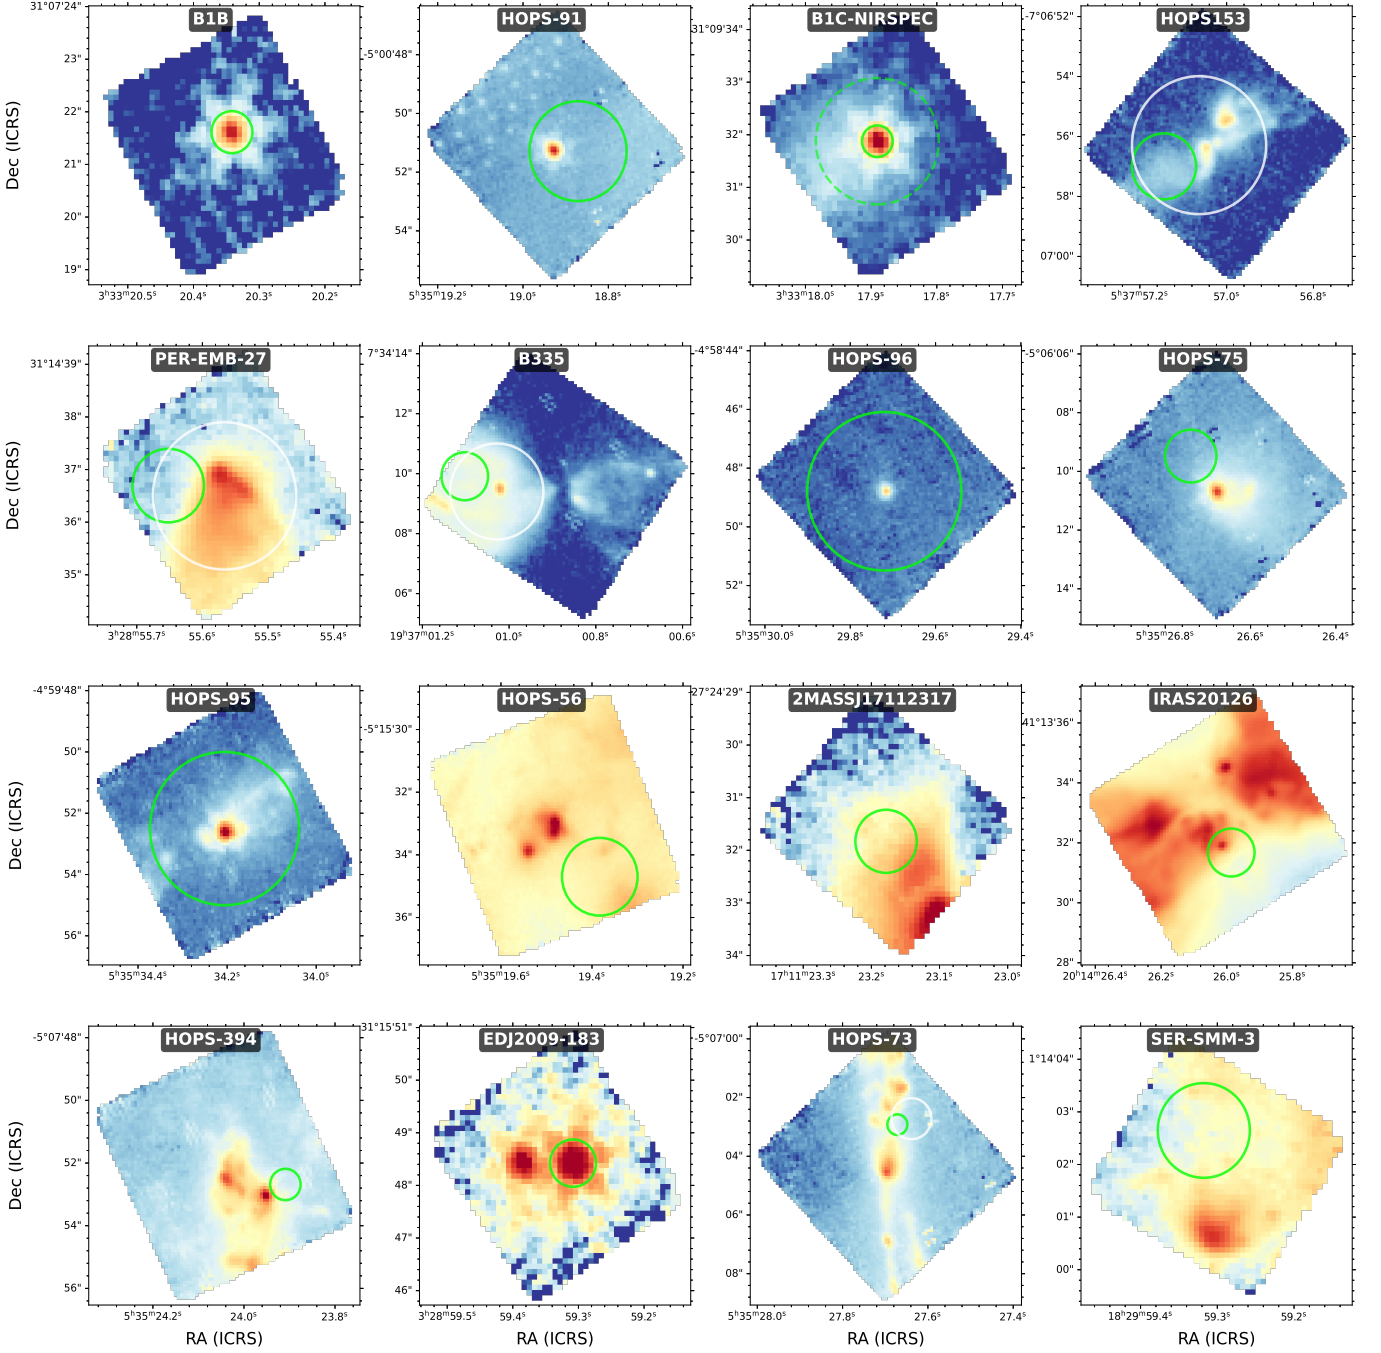 B1B
HOPS-91
B1C-NIRSPEC
HOPS153
31°07'24"
23"
22"
21"
20"
19"
Dec (ICRS)
3ʰ33ᵐ20.5ˢ
20.4ˢ
20.3ˢ
20.2ˢ
-5°00'48"
50"
52"
54"
5ʰ35ᵐ19.2ˢ
19.0ˢ
18.8ˢ
31°09'34"
33"
32"
31"
30"
3ʰ33ᵐ18.0ˢ
17.9ˢ
17.8ˢ
17.7ˢ
-7°06'52"
54"
56"
58"
07'00"
5ʰ37ᵐ57.2ˢ
57.0ˢ
56.8ˢ
PER-EMB-27
B335
HOPS-96
HOPS-75
31°14'39"
38"
37"
36"
35"
Dec (ICRS)
3ʰ28ᵐ55.7ˢ
55.6ˢ
55.5ˢ
55.4ˢ
7°34'14"
12"
10"
08"
06"
19ʰ37ᵐ01.2ˢ
01.0ˢ
00.8ˢ
00.6ˢ
-4°58'44"
46"
48"
50"
52"
5ʰ35ᵐ30.0ˢ
29.8ˢ
29.6ˢ
29.4ˢ
-5°06'06"
08"
10"
12"
14"
5ʰ35ᵐ26.8ˢ
26.6ˢ
26.4ˢ
HOPS-95
HOPS-56
2MASSJ17112317
IRAS20126
-4°59'48"
50"
52"
54"
56"
Dec (ICRS)
5ʰ35ᵐ34.4ˢ
34.2ˢ
34.0ˢ
-5°15'30"
32"
34"
36"
5ʰ35ᵐ19.6ˢ
19.4ˢ
19.2ˢ
27°24'29"
30"
31"
32"
33"
34"
17ʰ11ᵐ23.3ˢ
23.2ˢ
23.1ˢ
23.0ˢ
41°13'36"
34"
32"
30"
28"
20ʰ14ᵐ26.4ˢ
26.2ˢ
26.0ˢ
25.8ˢ
HOPS-394
EDJ2009-183
HOPS-73
SER-SMM-3
-5°07'48"
50"
52"
54"
56"
Dec (ICRS)
5ʰ35ᵐ24.2ˢ
24.0ˢ
23.8ˢ
RA (ICRS)
31°15'51"
50"
49"
48"
47"
46"
3ʰ28ᵐ59.5ˢ
59.4ˢ
59.3ˢ
59.2ˢ
RA (ICRS)
-5°07'00"
02"
04"
06"
08"
5ʰ35ᵐ28.0ˢ
27.8ˢ
27.6ˢ
27.4ˢ
RA (ICRS)
1°14'04"
03"
02"
01"
00"
18ʰ29ᵐ59.4ˢ
59.3ˢ
59.2ˢ
RA (ICRS)